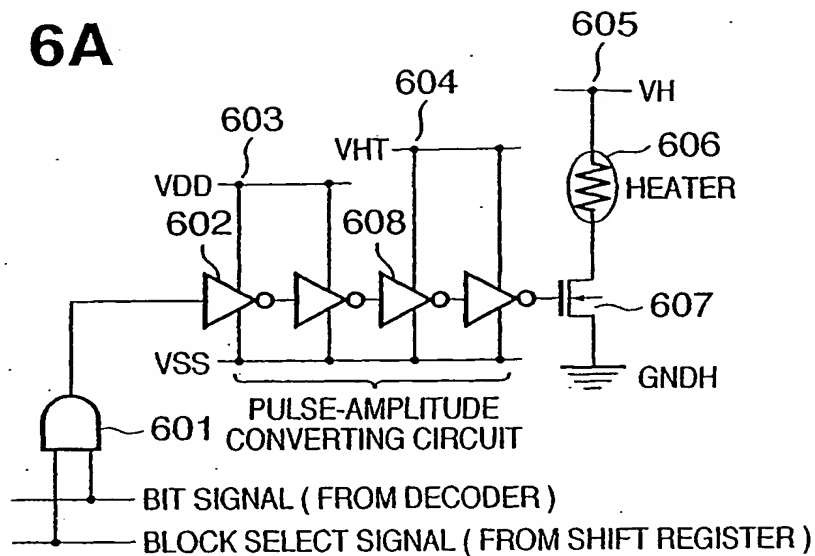 6A
605
VH
604
603
VHT
606
VDD
HEATER
602
608
607
VSS
GNDH
PULSE-AMPLITUDE
CONVERTING CIRCUIT
601
BIT SIGNAL ( FROM DECODER )
BLOCK SELECT SIGNAL ( FROM SHIFT REGISTER )